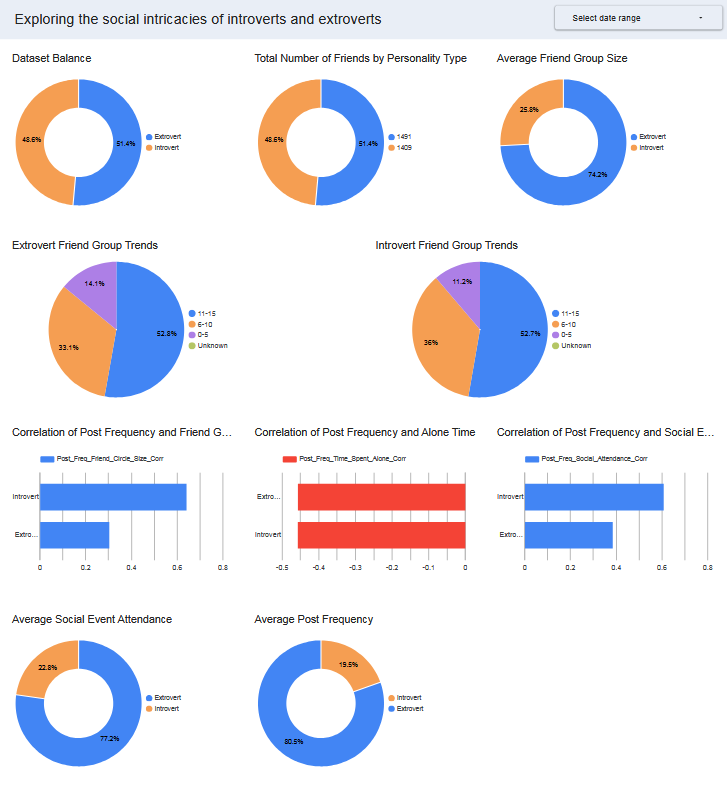 Exploring the social intricacies of introverts and extroverts
Select date range
Dataset Balance
48.6%
51.4%
Extrovert
Introvert
Total Number of Friends by Personality Type
48.6%
51.4%
1491
1409
Average Friend Group Size
25.8%
74.2%
Extrovert
Introvert
Extrovert Friend Group Trends
14.1%
33.1%
52.8%
11-15
6-10
0-5
Unknown
Introvert Friend Group Trends
11.2%
36%
52.7%
11-15
6-10
0-5
Unknown
Correlation of Post Frequency and Friend G...
Post_Freq_Friend_Circle_Size_Corr
Introvert
Extro...
0 0.2 0.4 0.6 0.8
Correlation of Post Frequency and Alone Time
Post_Freq_Time_Spent_Alone_Corr
Extro...
Introvert
-0.5 -0.4 -0.3 -0.2 -0.1 0
Correlation of Post Frequency and Social E...
Post_Freq_Social_Attendance_Corr
Introvert
Extro...
0 0.2 0.4 0.6 0.8
Average Social Event Attendance
22.8%
77.2%
Extrovert
Introvert
Average Post Frequency
19.5%
80.5%
Introvert
Extrovert